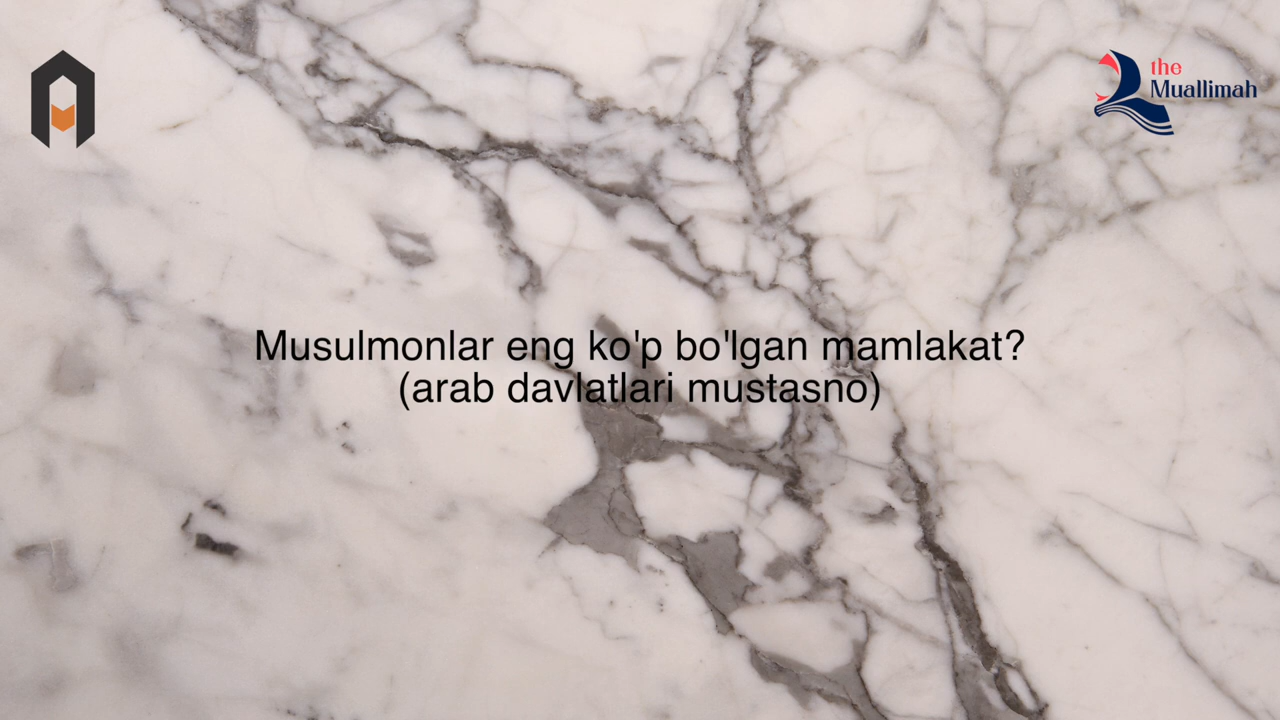 the
Muallimah
Musulmonlar eng ko'p bo'lgan mamlakat?
(arab davlatlari mustasno)